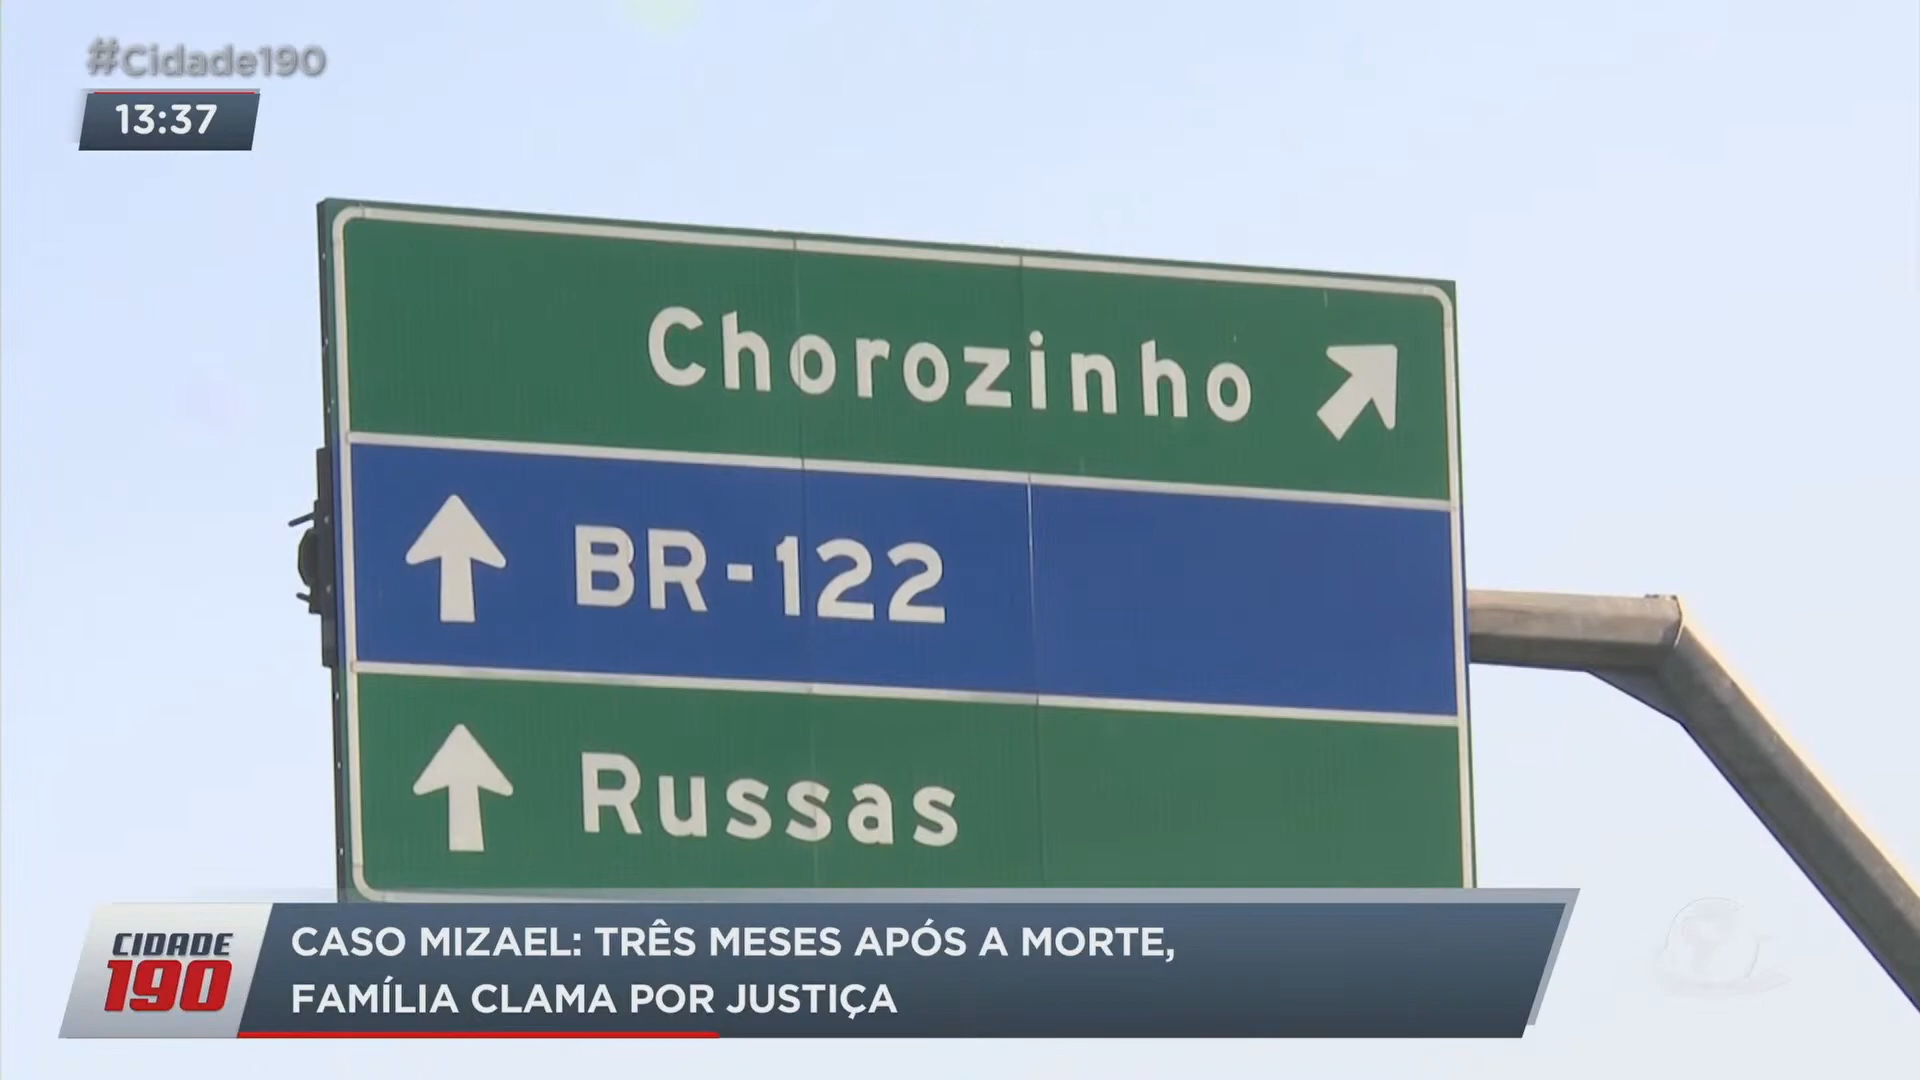 #Cidade190
13:37
Chorozinho
BR-122
Russas
CIDADE
190
CASO MIZAEL: TRÊS MESES APÓS A MORTE,
FAMÍLIA CLAMA POR JUSTIÇA